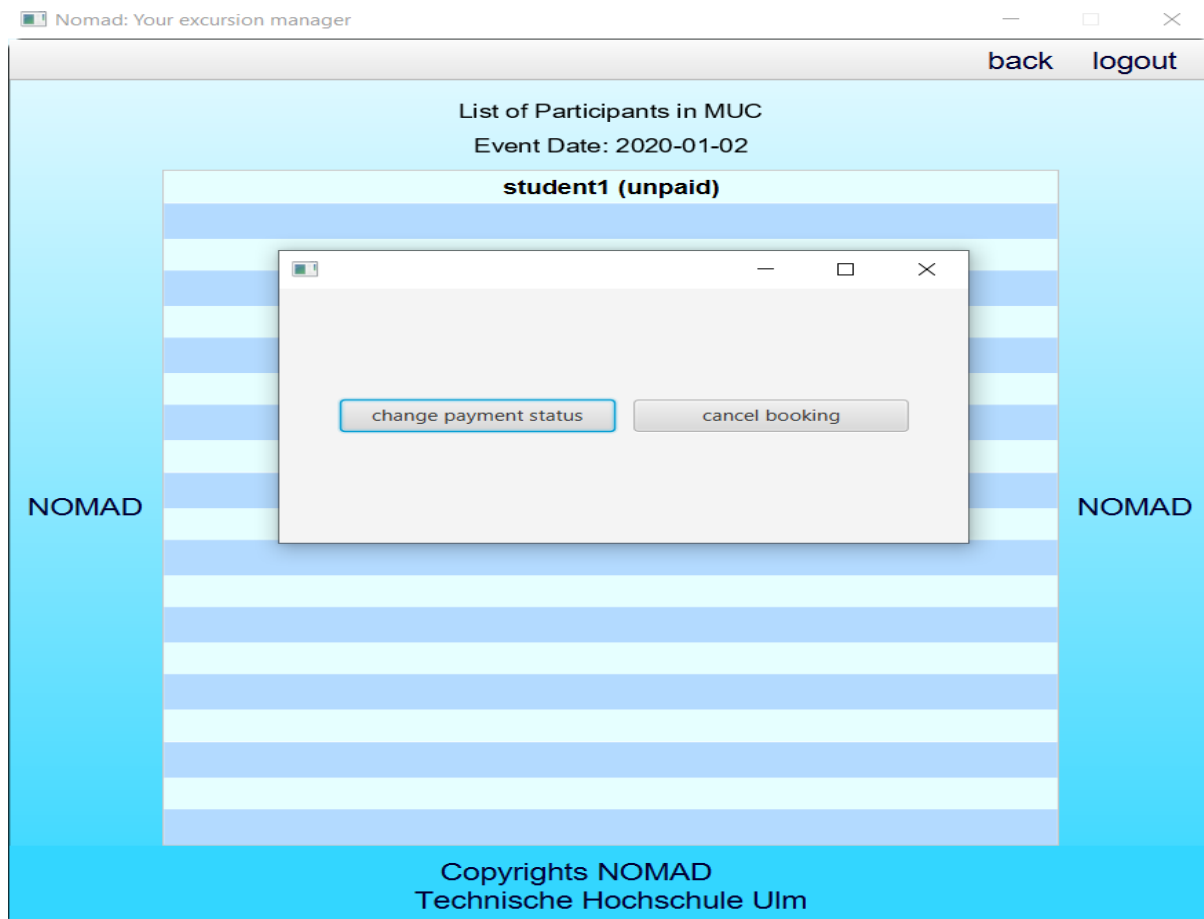 Nomad: Your excursion manager
back logout
List of Participants in MUC
Event Date: 2020-01-02
student1 (unpaid)
change payment status cancel booking
NOMAD NOMAD
Copyrights NOMAD
Technische Hochschule Ulm